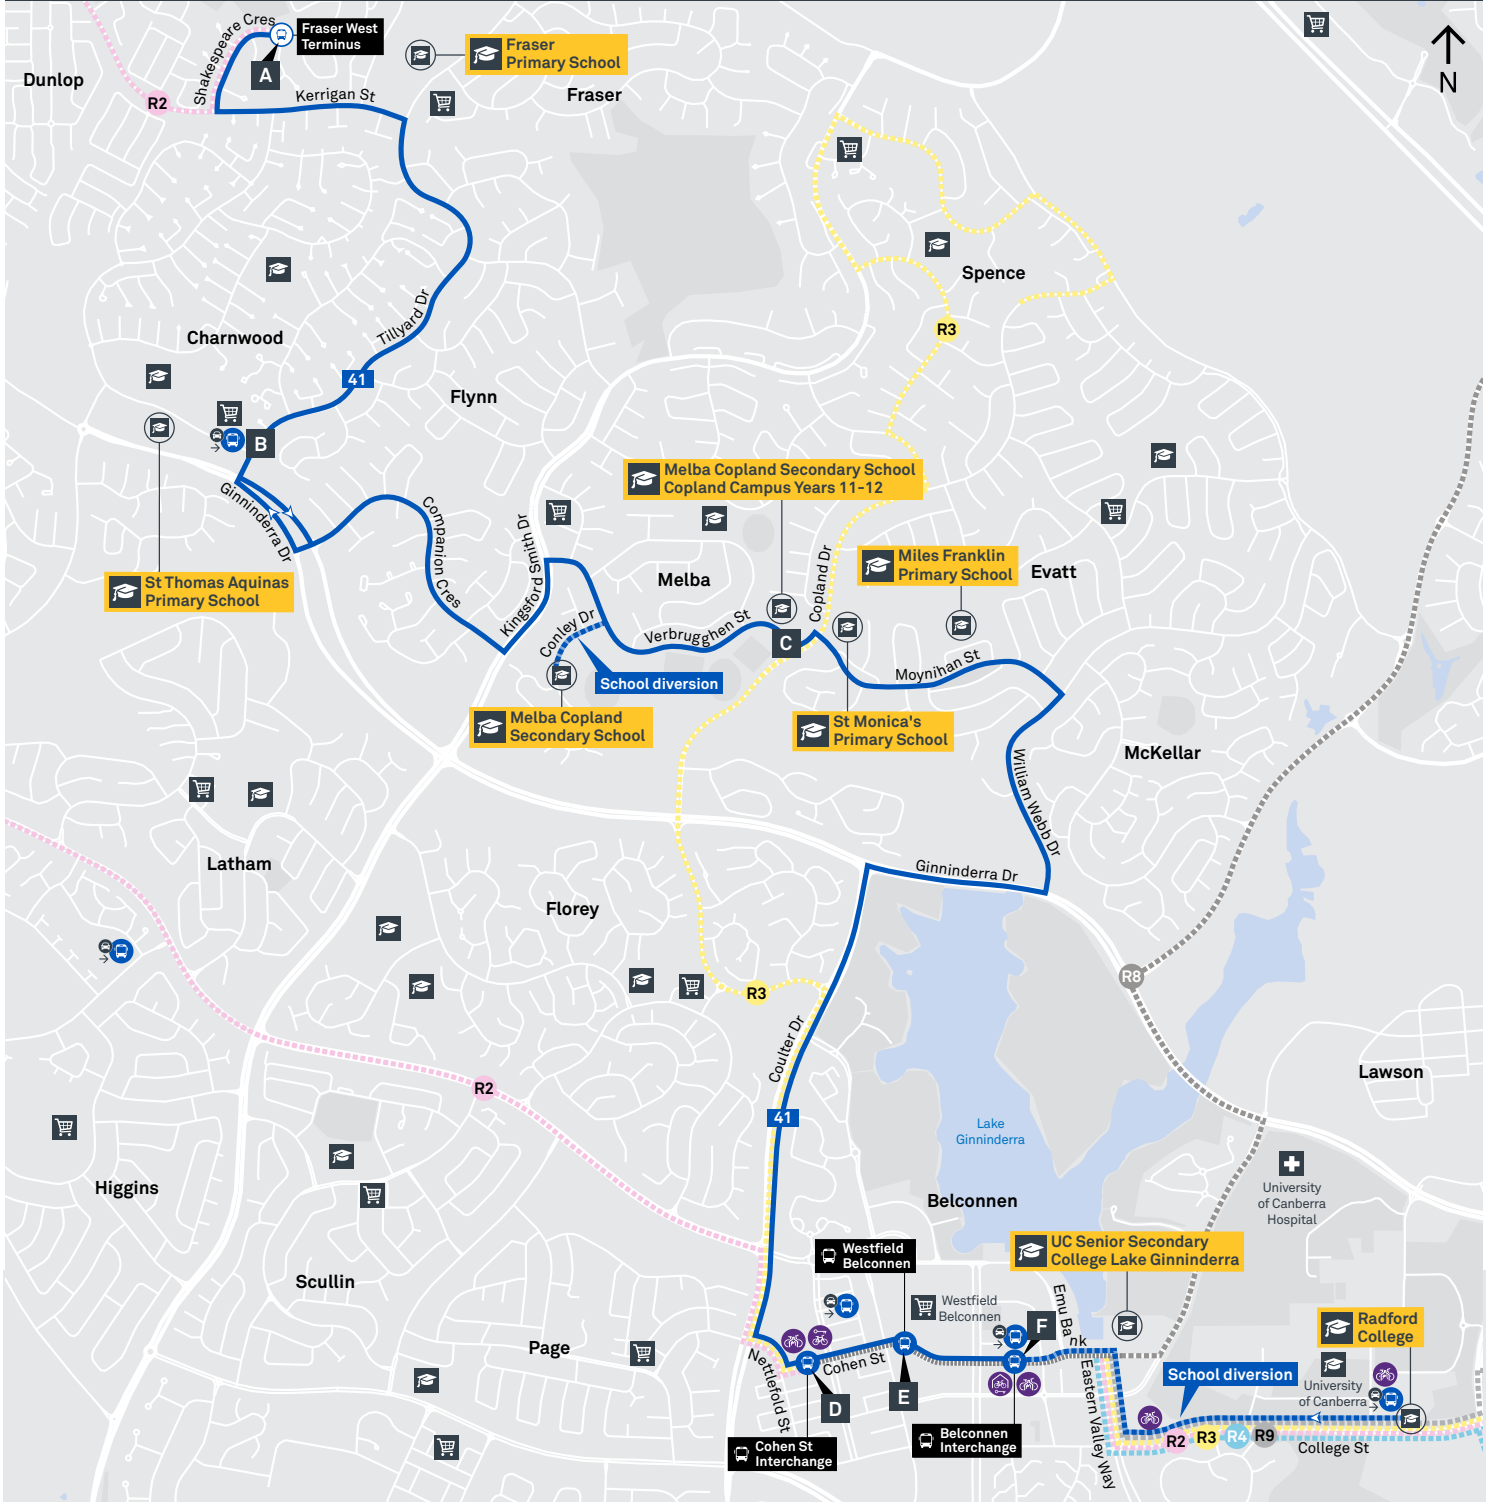 Shakespeare Cres
Fraser West
Terminus
A
Fraser
Primary School
Dunlop
R2
Kerrigan St
Fraser
N
Spence
R3
Tillyard Dr
Charnwood
41
Flynn
B
Ginninderra Dr
Companion Cres
Kingsford Smith Dr
Melba Copland Secondary School
Copland Campus Years 11-12
Melba
Copland Dr
Miles Franklin
Primary School
Evatt
St Thomas Aquinas
Primary School
Conley Dr
Verbrugghen St
C
Moynihan St
School diversion
Melba Copland
Secondary School
St Monica's
Primary School
McKellar
William Webb Dr
Latham
Ginninderra Dr
Florey
R8
R3
Coulter Dr
Lawson
R2
41
Lake
Ginninderra
Higgins
University
of Canberra
Hospital
Belconnen
Westfield
Belconnen
UC Senior Secondary
College Lake Ginninderra
Scullin
Westfield
Belconnen
Emu Bank
F
Radford
College
Page
Nettlefold St
Cohen St
D
E
Eastern Valley Way
School diversion
University
of Canberra
Cohen St
Interchange
Belconnen
Interchange
R2
R3
R4
R9
College St